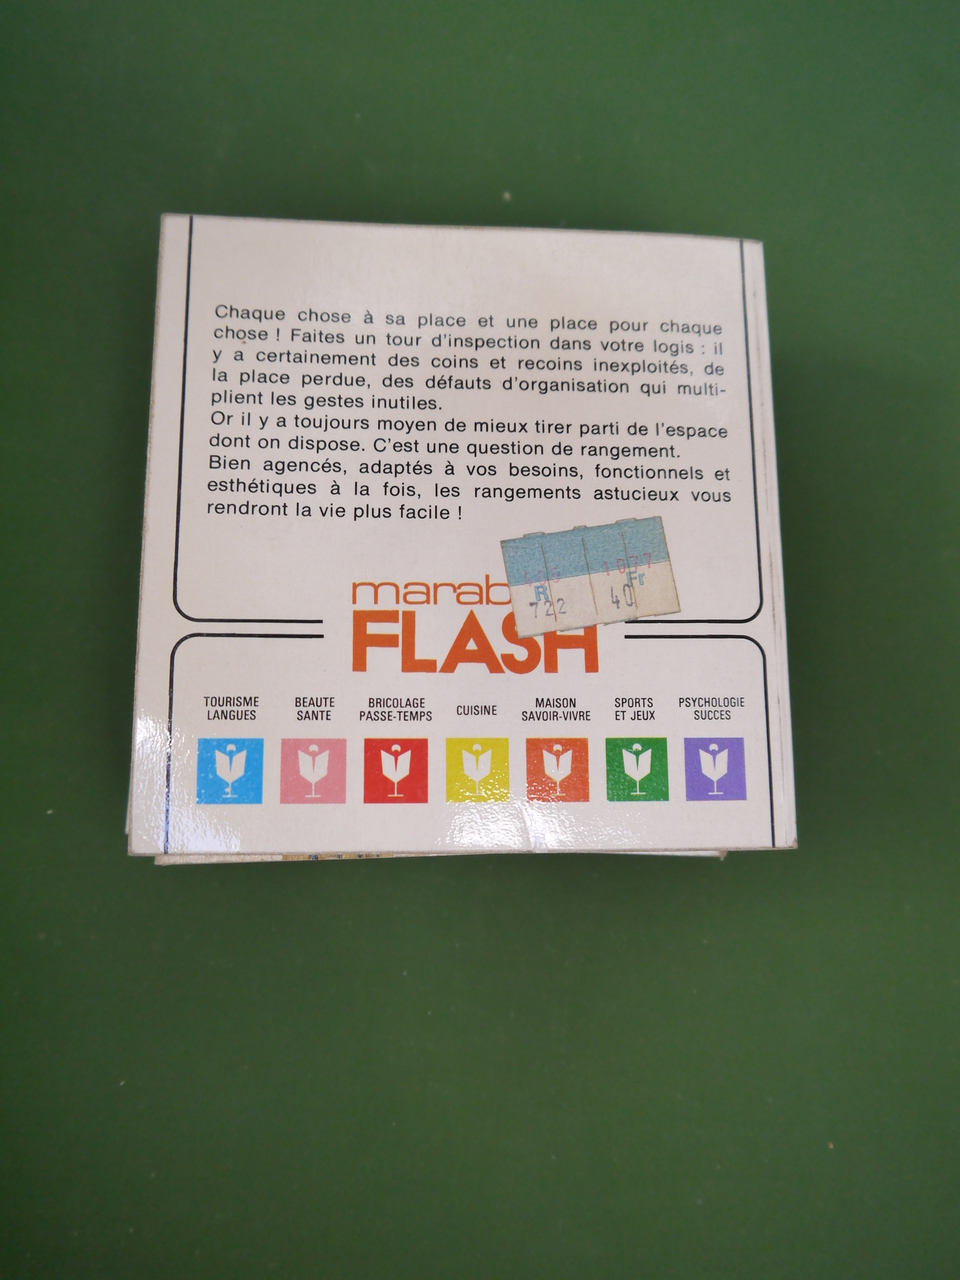 Chaque chose à sa place et une place pour chaque
chose ! Faites un tour d'inspection dans votre logis : il
y a certainement des coins et recoins inexploités, de
la place perdue, des défauts d'organisation qui multi-
plient les gestes inutiles.
Or il y a toujours moyen de mieux tirer parti de l'espace
dont on dispose. C'est une question de rangement.
Bien agencés, adaptés à vos besoins, fonctionnels et
esthétiques à la fois, les rangements astucieux vous
rendront la vie plus facile !
1077
R Fr
722 40
marab
FLASH
TOURISME LANGUES
BEAUTE SANTE
BRICOLAGE PASSE-TEMPS
CUISINE
MAISON SAVOIR-VIVRE
SPORTS ET JEUX
PSYCHOLOGIE SUCCES